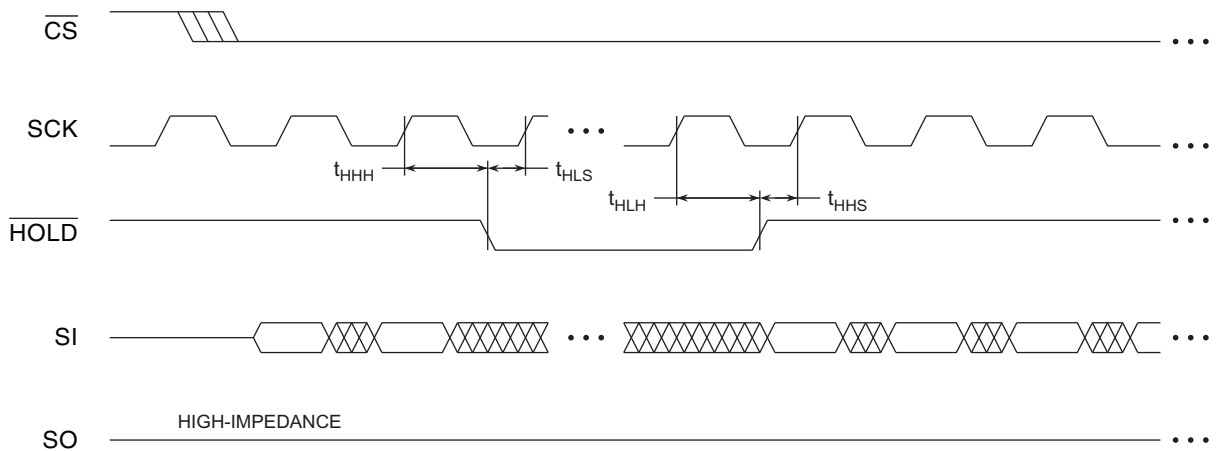 CS
SCK
tHHH
tHLS
tHLH
tHHS
HOLD
SI
HIGH-IMPEDANCE
SO